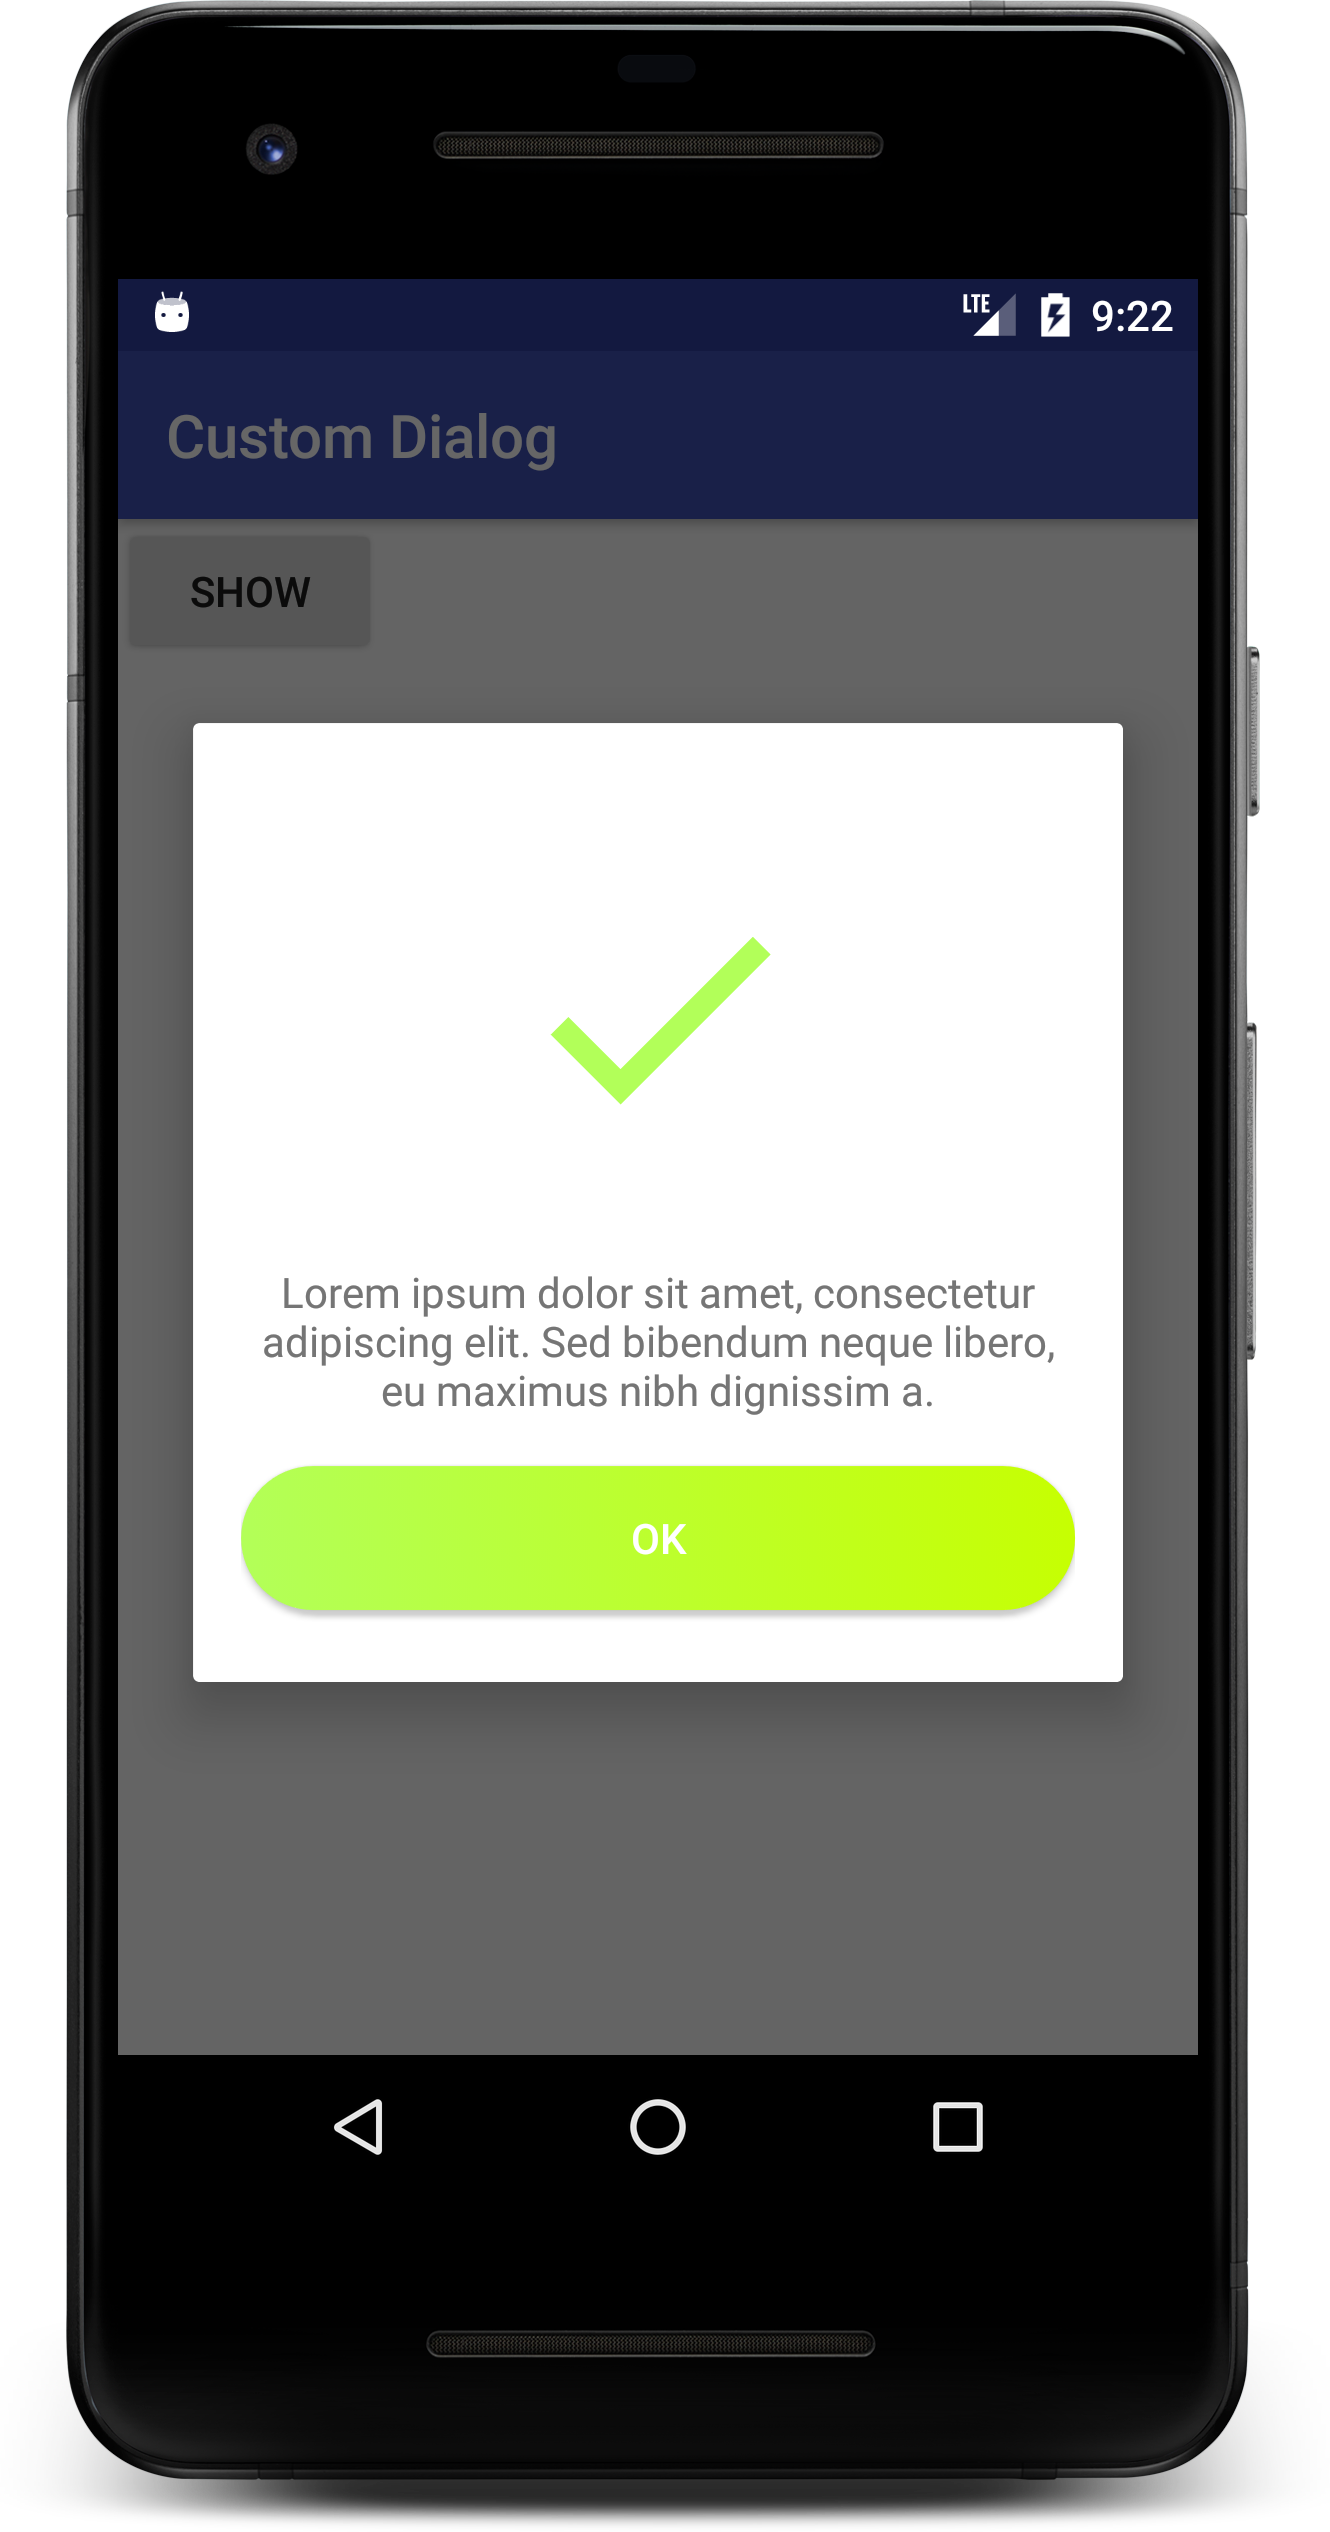 LTE 9:22
Custom Dialog
SHOW
Lorem ipsum dolor sit amet, consectetur
adipiscing elit. Sed bibendum neque libero,
eu maximus nibh dignissim a.
OK